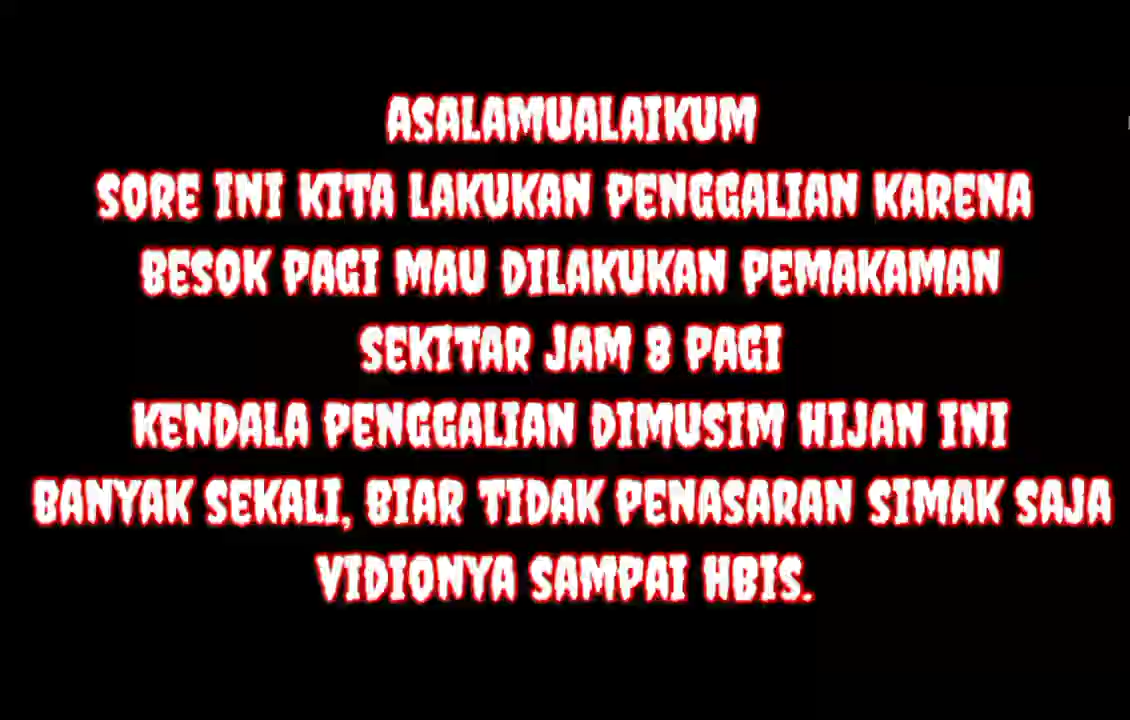 ASALAMUALAIKUM
SORE INI KITA LAKUKAN PENGGALIAN KARENA
BESOK PAGI MAU DILAKUKAN PEMAKAMAN
SEKITAR JAM 8 PAGI
KENDALA PENGGALIAN DIMUSIM HIJAN INI
BANYAK SEKALI, BIAR TIDAK PENASARAN SIMAK SAJA
VIDIONYA SAMPAI HBIS.